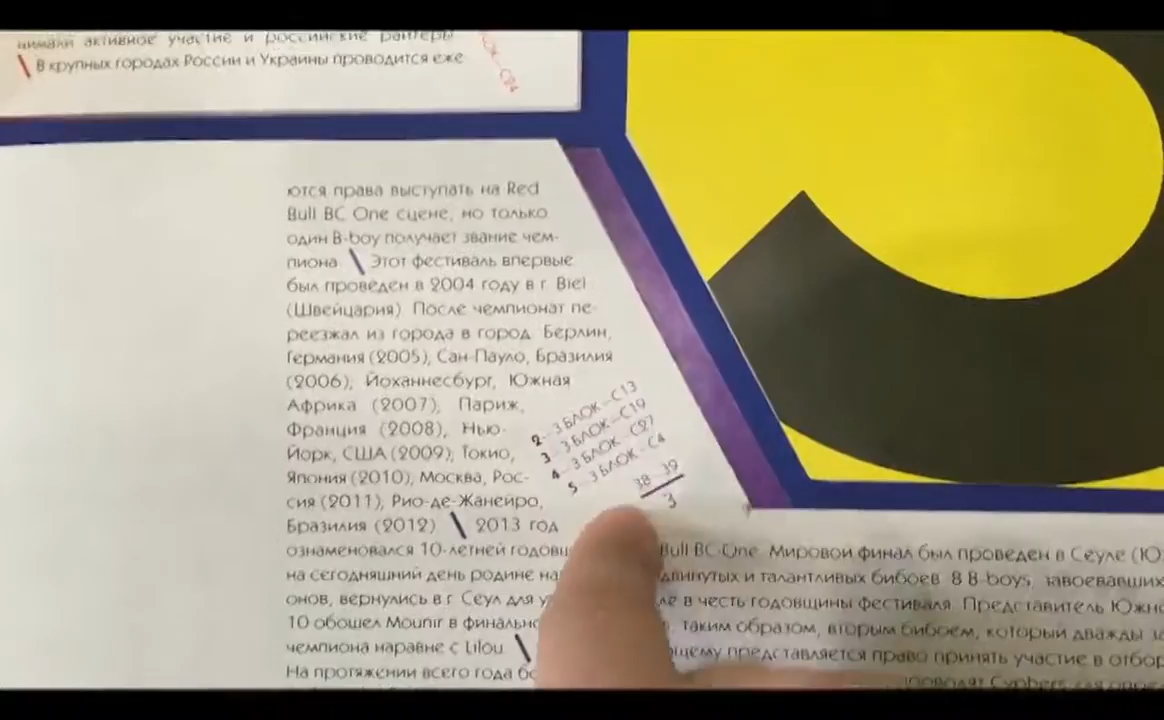 нимали активное участие и российские райтеры
\ В крупных городах России и Украины проводится еже
С24
ются права выступать на Red
Bull BC One сцене, но только
один B-boy получает звание чем-
пиона \ Этот фестиваль впервые
был проведен в 2004 году в г. Biel
(Швейцария). После чемпионат пе-
реезжал из города в город: Берлин,
Германия (2005), Сан-Пауло, Бразилия
(2006), Йоханнесбург, Южная
Африка (2007), Париж,
Франция (2008), Нью-
Йорк, США (2009), Токио,
Япония (2010), Москва, Рос-
сия (2011), Рио-де-Жанейро,
Бразилия (2012) \ 2013 год
2 - 3 БЛОК - С13
3 - 3 БЛОК - С19
4 - 3 БЛОК - С27
5 - 3 БЛОК - С4
38 39
3
ознаменовался 10-летней Bull BC One. Мировой финал был проведен в Сеуле
на сегодняшний день родине и талантливых бибоев. 8 B-boys, завоевавших
онов, вернулись в г. Сеул для в честь годовщины фестиваля. Представитель
10 обошел Mounir в таким образом, вторым бибоем, который дважды
чемпиона наравне с Lilou \ представляется право принять участие в
На протяжении всего года Cyphers для